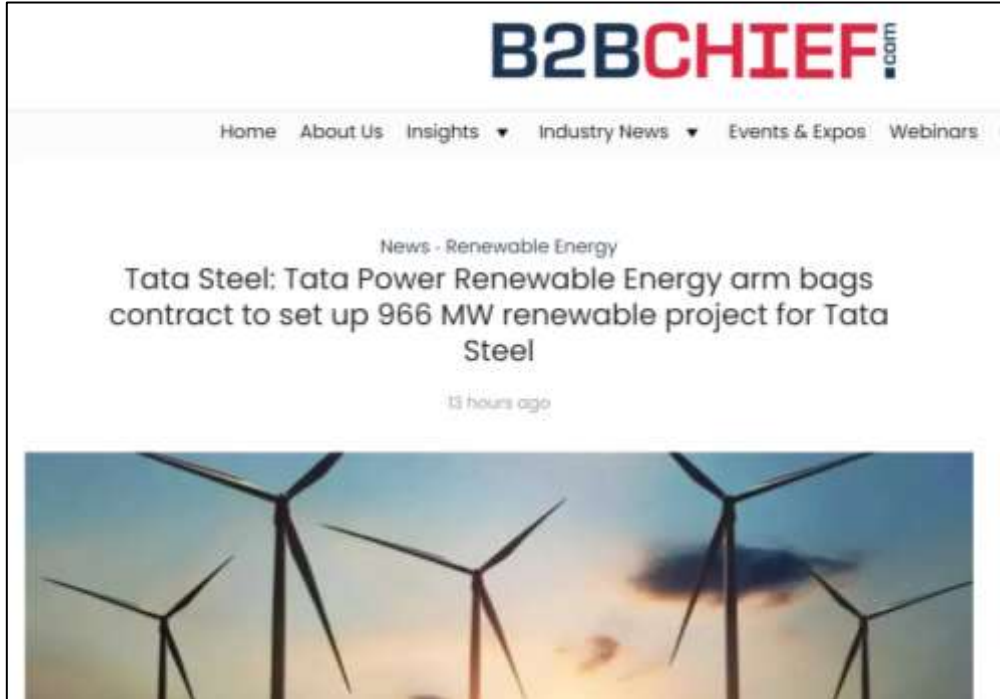 B2BCHIEF.com
Home About Us Insights ▼ Industry News ▼ Events & Expos Webinars
News - Renewable Energy
Tata Steel: Tata Power Renewable Energy arm bags
contract to set up 966 MW renewable project for Tata
Steel
13 hours ago